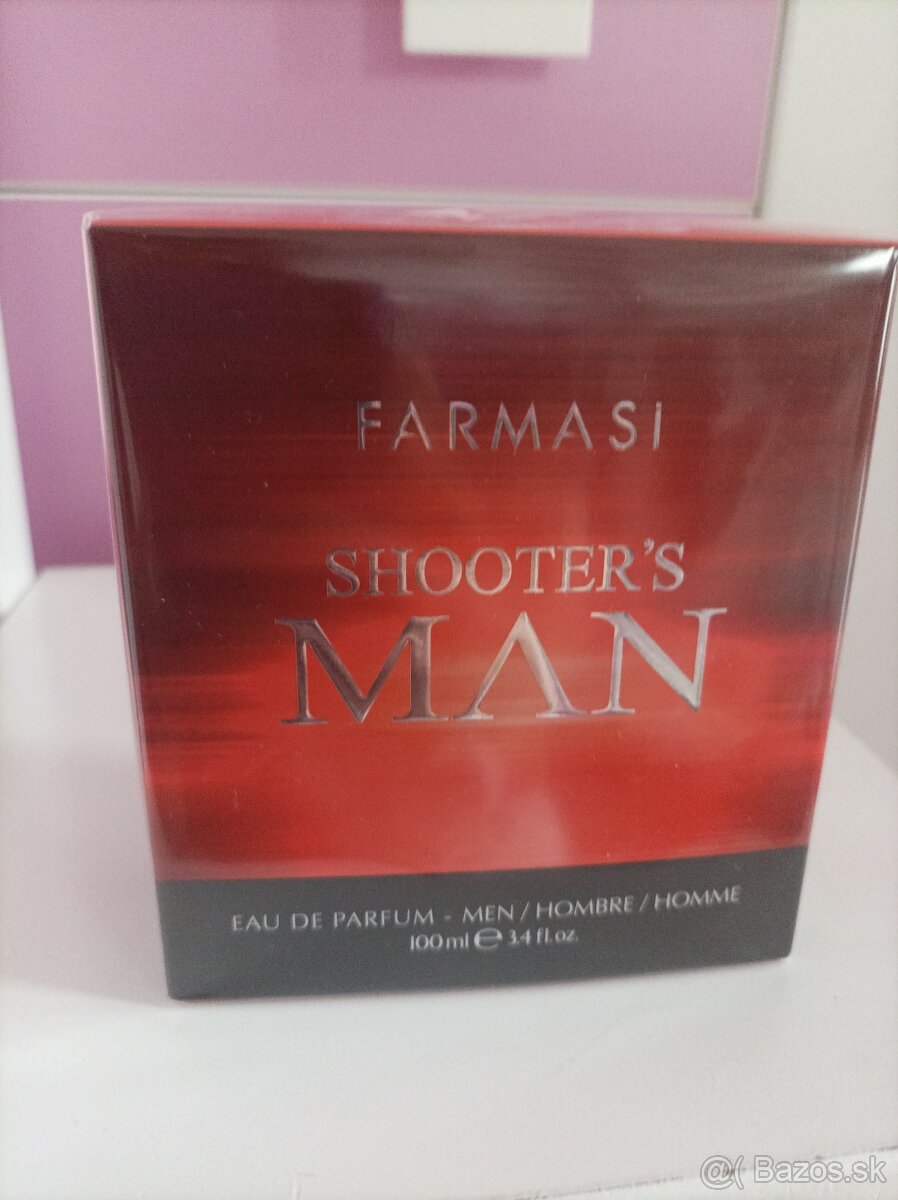 FARMASi
SHOOTER'S
MAN
EAU DE PARFUM - MEN / HOMBRE / HOMME
100 ml ℮ 3.4 fl. oz.
@( Bazos.sk